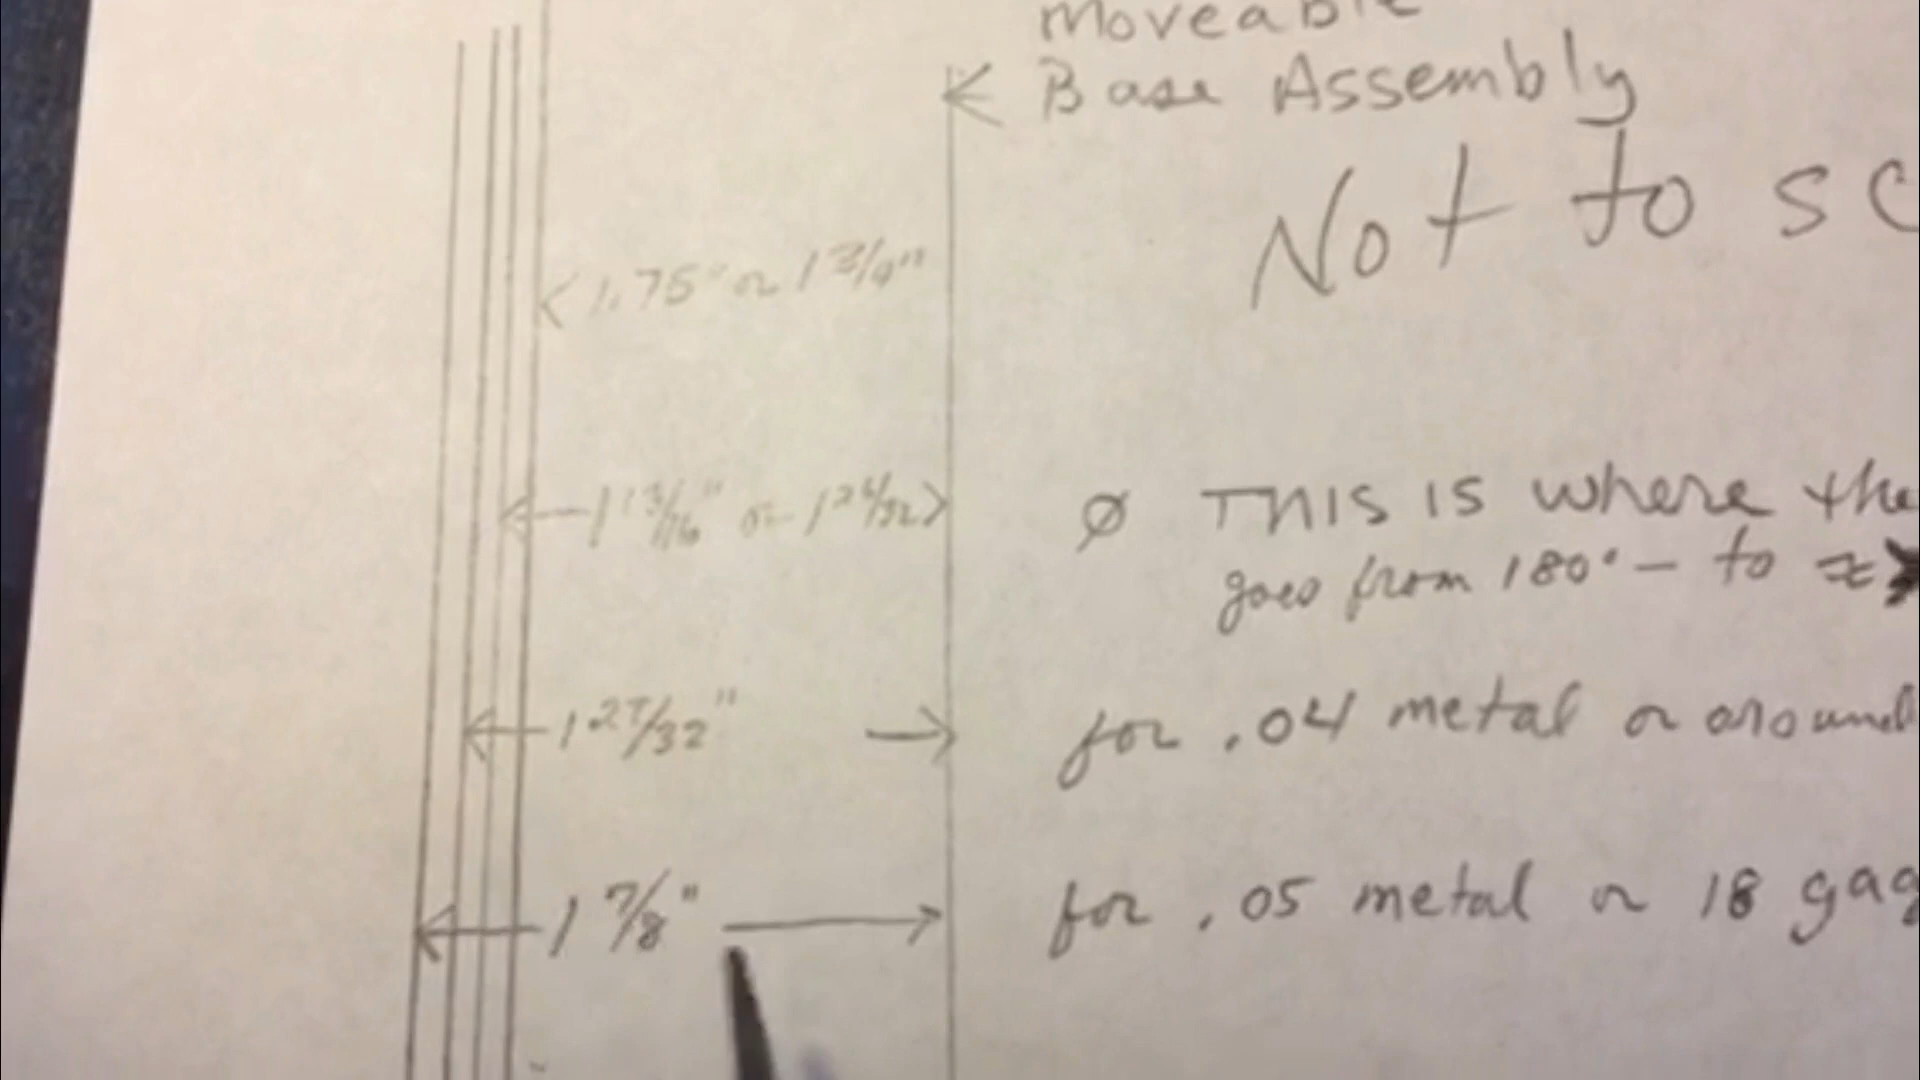 Moveable
Base Assembly
Not to sc
1.75" or 1 3/4"
1 13/16" or 1 26/32
Ø THIS IS where the
goes from 180° - to ≈
1 27/32"
for .04 metal or around
1 7/8"
for .05 metal or 18 gag